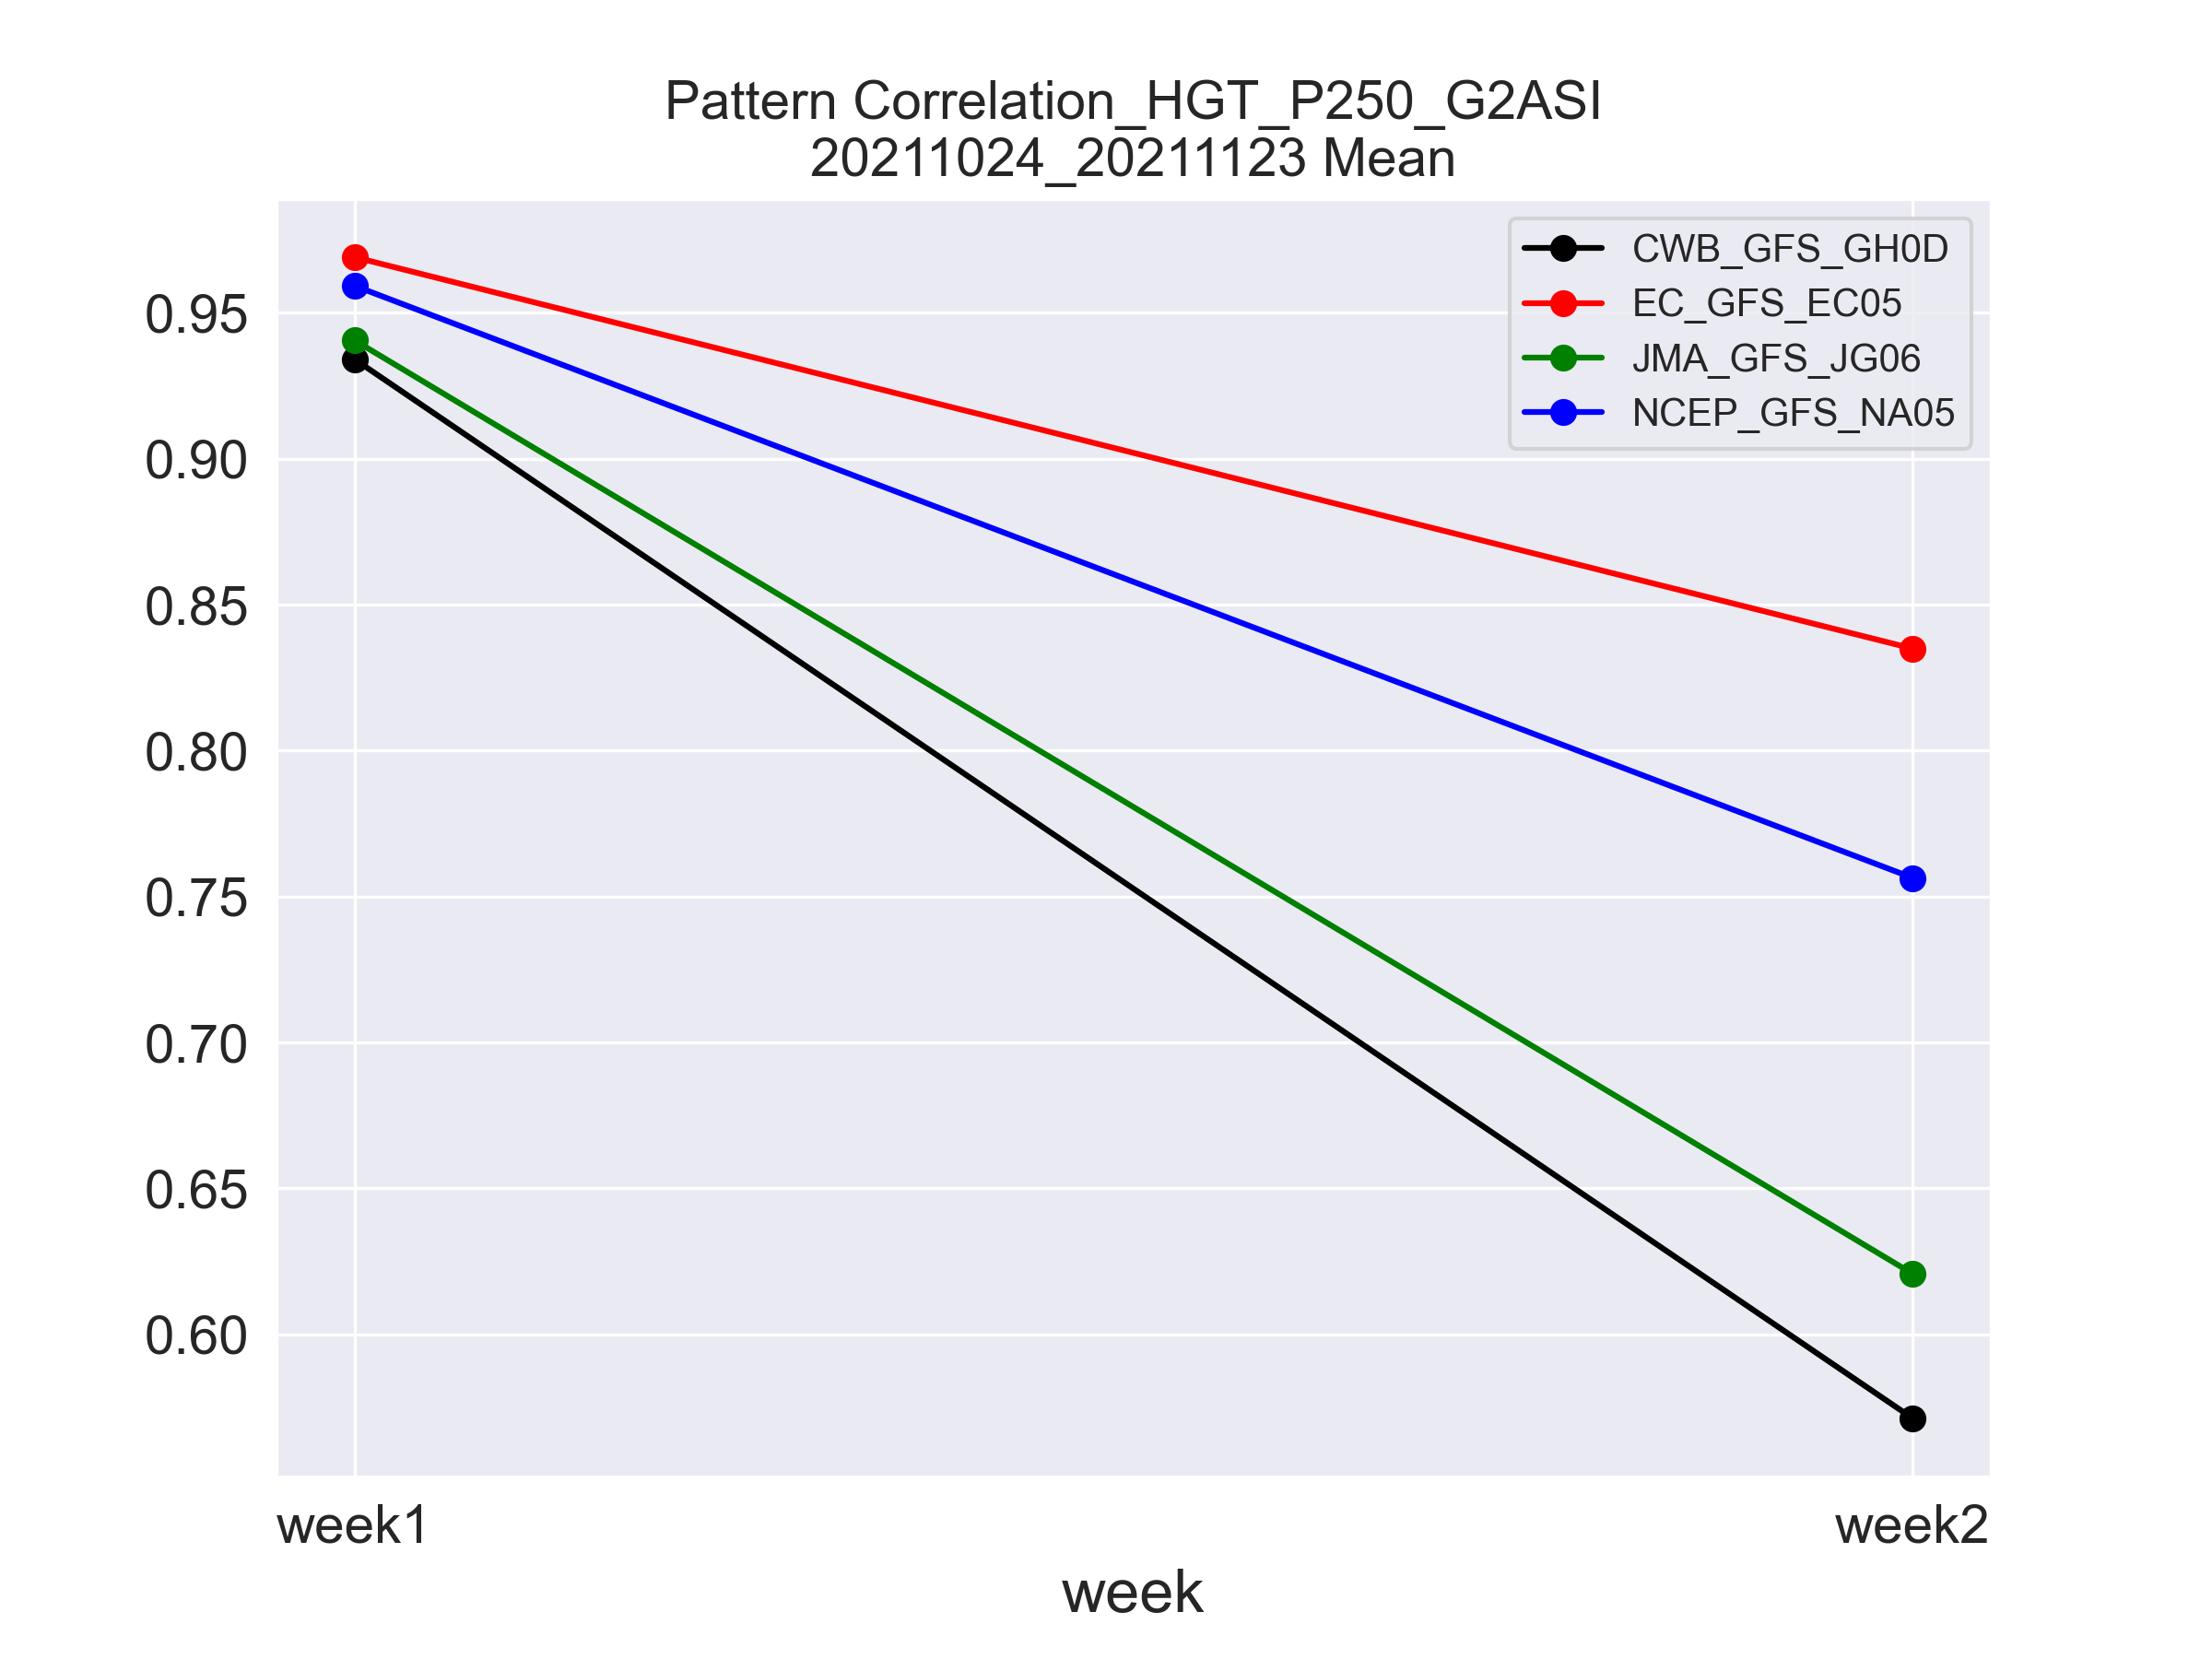 Pattern Correlation_HGT_P250_G2ASI
20211024_20211123 Mean
CWB_GFS_GH0D
EC_GFS_EC05
JMA_GFS_JG06
NCEP_GFS_NA05
0.95
0.90
0.85
0.80
0.75
0.70
0.65
0.60
week1
week2
week